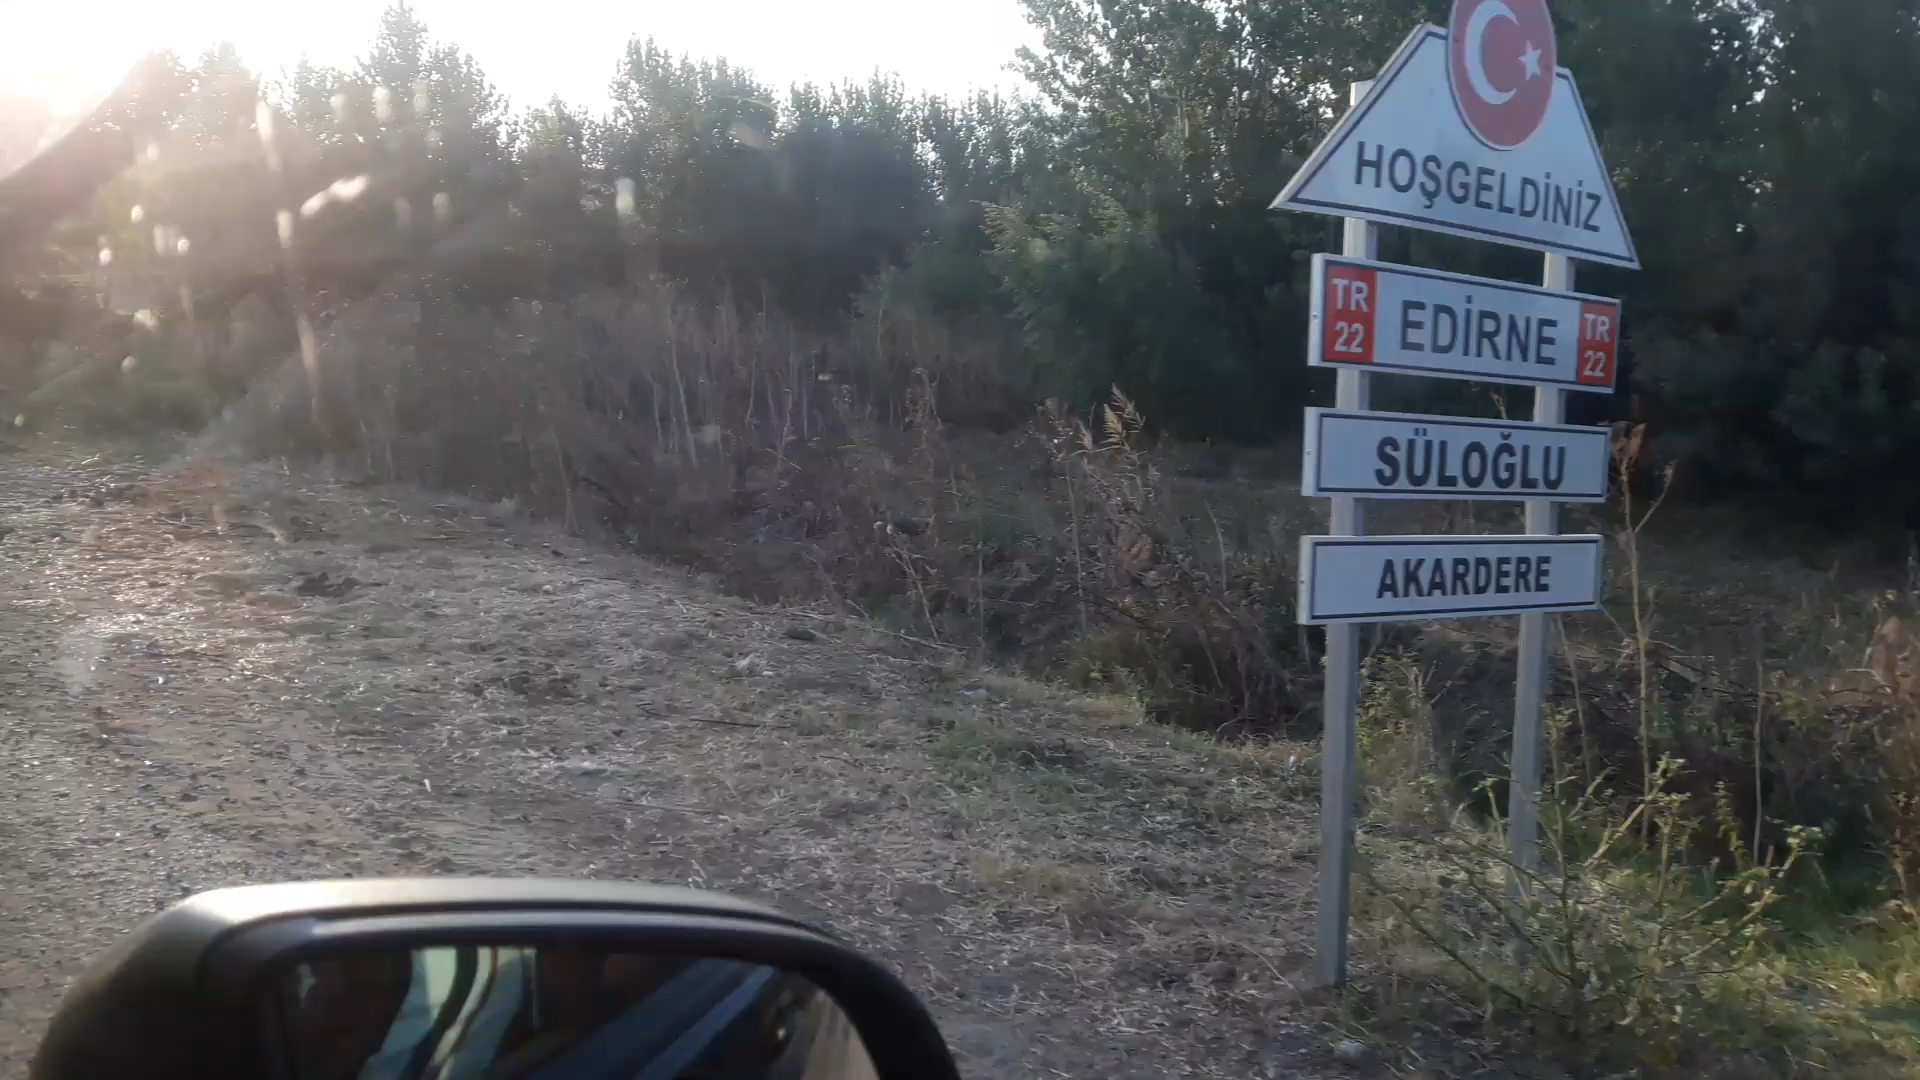 HOŞGELDİNİZ
TR 22 EDİRNE TR 22
SÜLOĞLU
AKARDERE